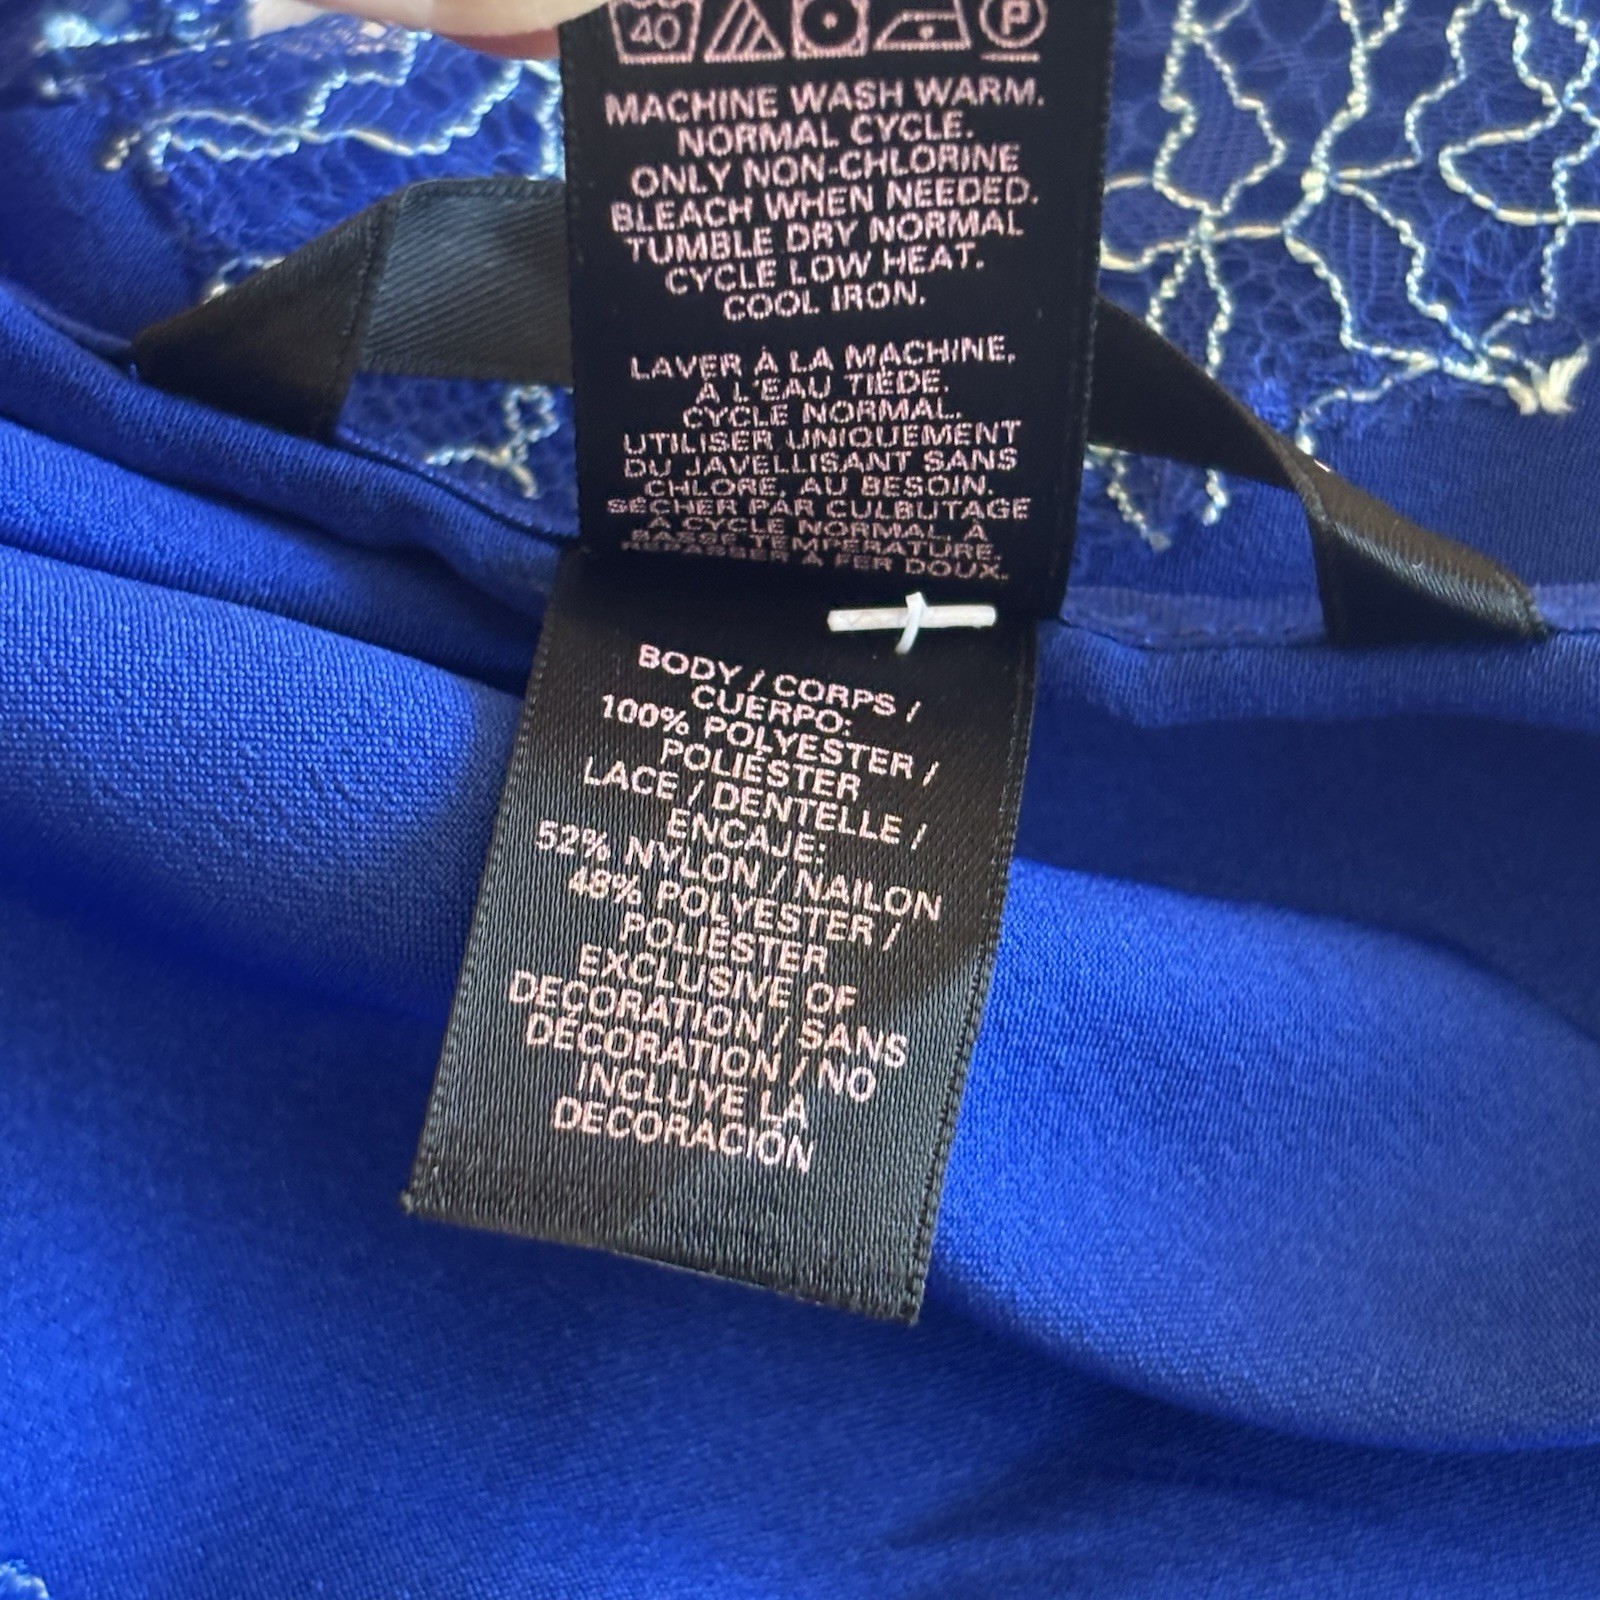 40 P
MACHINE WASH WARM.
NORMAL CYCLE.
ONLY NON-CHLORINE
BLEACH WHEN NEEDED.
TUMBLE DRY NORMAL
CYCLE LOW HEAT.
COOL IRON.
LAVER À LA MACHINE,
À L'EAU TIÈDE.
CYCLE NORMAL.
UTILISER UNIQUEMENT
DU JAVELLISANT SANS
CHLORE, AU BESOIN.
SÉCHER PAR CULBUTAGE
À CYCLE NORMAL, À
BASSE TEMPÉRATURE.
REPASSER À FER DOUX.
BODY / CORPS /
CUERPO:
100% POLYESTER /
POLIÉSTER
LACE / DENTELLE /
ENCAJE:
52% NYLON / NAILON
48% POLYESTER /
POLIÉSTER
EXCLUSIVE OF
DECORATION / SANS
DÉCORATION / NO
INCLUYE LA
DECORACIÓN